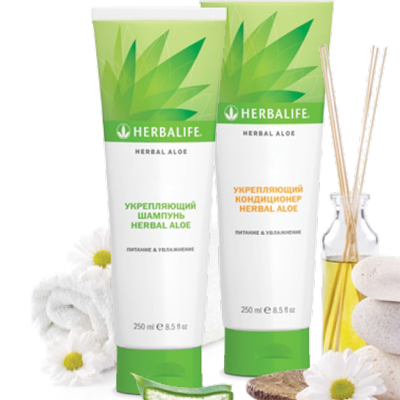 HERBALIFE.
HERBAL ALOE
УКРЕПЛЯЮЩИЙ
ШАМПУНЬ
HERBAL ALOE
ПИТАНИЕ & УВЛАЖНЕНИЕ
250 ml ℮ 8.5 fl oz
HERBALIFE.
HERBAL ALOE
УКРЕПЛЯЮЩИЙ
КОНДИЦИОНЕР
HERBAL ALOE
ПИТАНИЕ & УВЛАЖНЕНИЕ
250 ml ℮ 8.5 fl oz